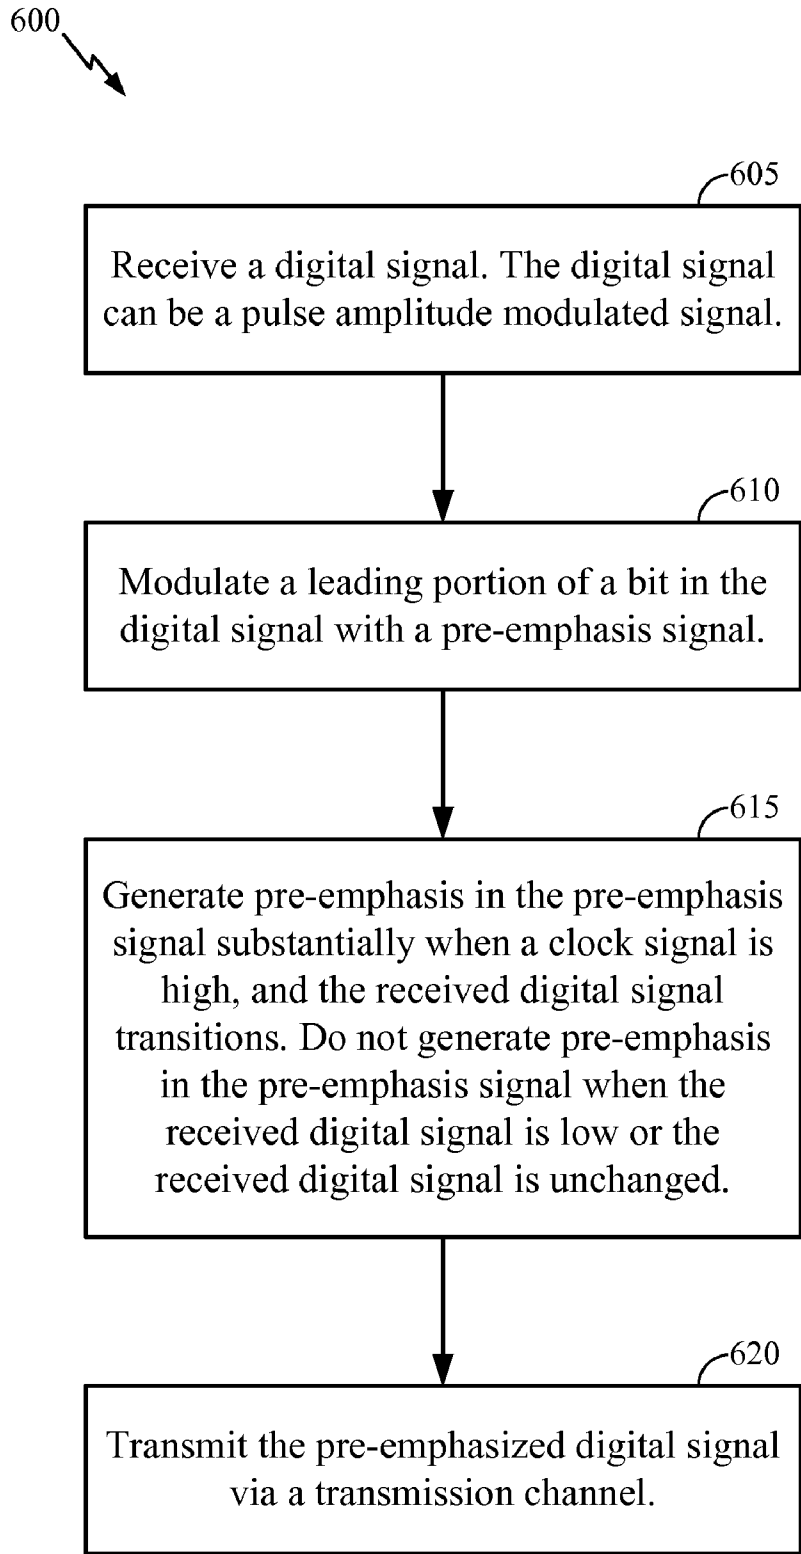 600
605
Receive a digital signal. The digital signal
can be a pulse amplitude modulated signal.
610
Modulate a leading portion of a bit in the
digital signal with a pre-emphasis signal.
615
Generate pre-emphasis in the pre-emphasis
signal substantially when a clock signal is
high, and the received digital signal
transitions. Do not generate pre-emphasis
in the pre-emphasis signal when the
received digital signal is low or the
received digital signal is unchanged.
620
Transmit the pre-emphasized digital signal
via a transmission channel.